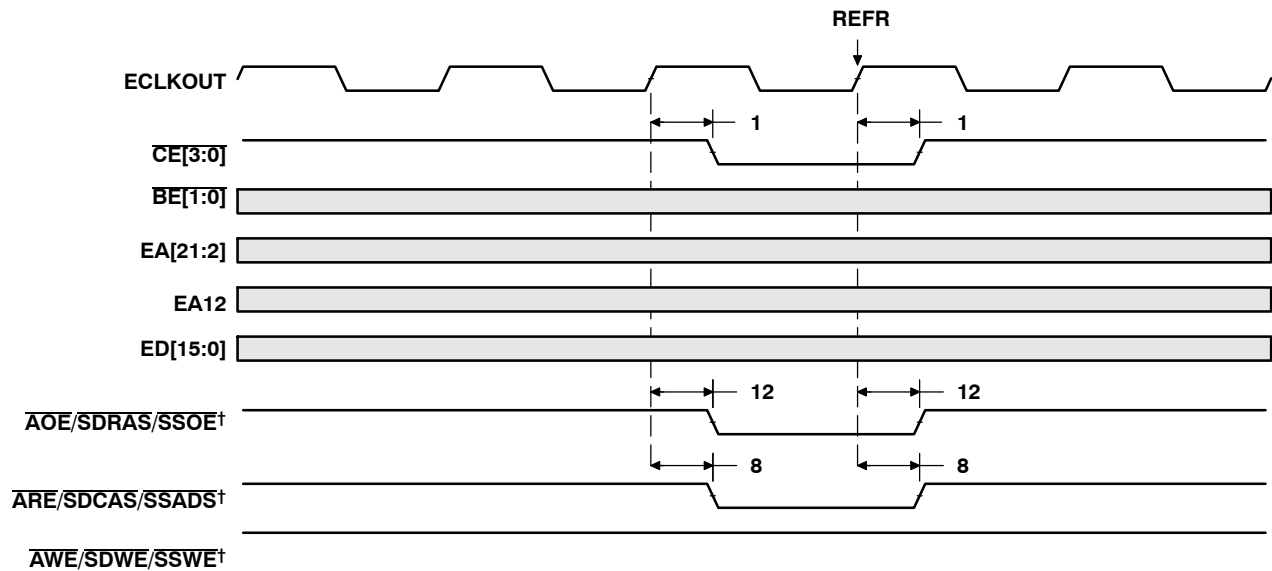 REFR
ECLKOUT
1 1
CE[3:0]
BE[1:0]
EA[21:2]
EA12
ED[15:0]
12 12
AOE/SDRAS/SSOE†
8 8
ARE/SDCAS/SSADS†
AWE/SDWE/SSWE†